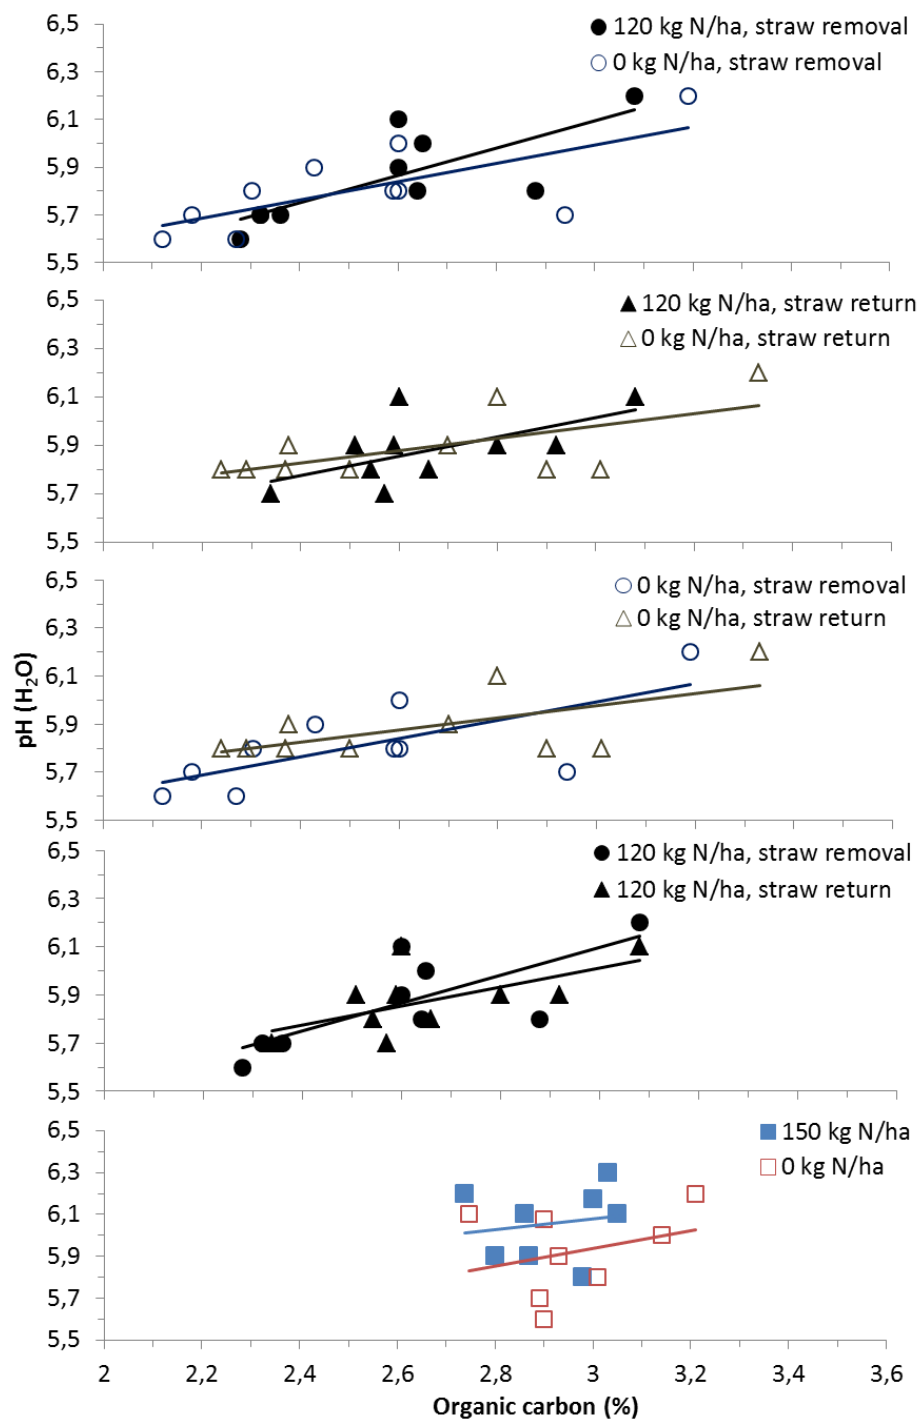 6,5
6,3
6,1
5,9
5,7
5,5
120 kg N/ha, straw removal
0 kg N/ha, straw removal
6,5
6,3
6,1
5,9
5,7
5,5
120 kg N/ha, straw return
0 kg N/ha, straw return
6,5
6,3
6,1
5,9
5,7
5,5
0 kg N/ha, straw removal
0 kg N/ha, straw return
pH (H₂O)
6,5
6,3
6,1
5,9
5,7
5,5
120 kg N/ha, straw removal
120 kg N/ha, straw return
6,5
6,3
6,1
5,9
5,7
5,5
150 kg N/ha
0 kg N/ha
2 2,2 2,4 2,6 2,8 3 3,2 3,4 3,6
Organic carbon (%)